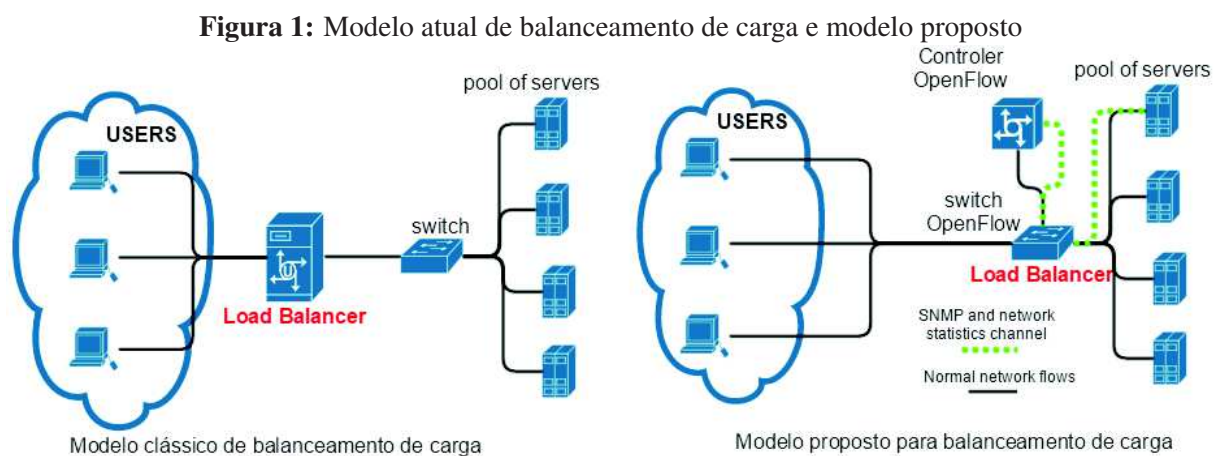 Figura 1: Modelo atual de balanceamento de carga e modelo proposto
pool of servers
USERS
switch
Load Balancer
Modelo clássico de balanceamento de carga
Controler
OpenFlow
pool of servers
USERS
switch
OpenFlow
Load Balancer
SNMP and network
statistics channel
Normal network flows
Modelo proposto para balanceamento de carga